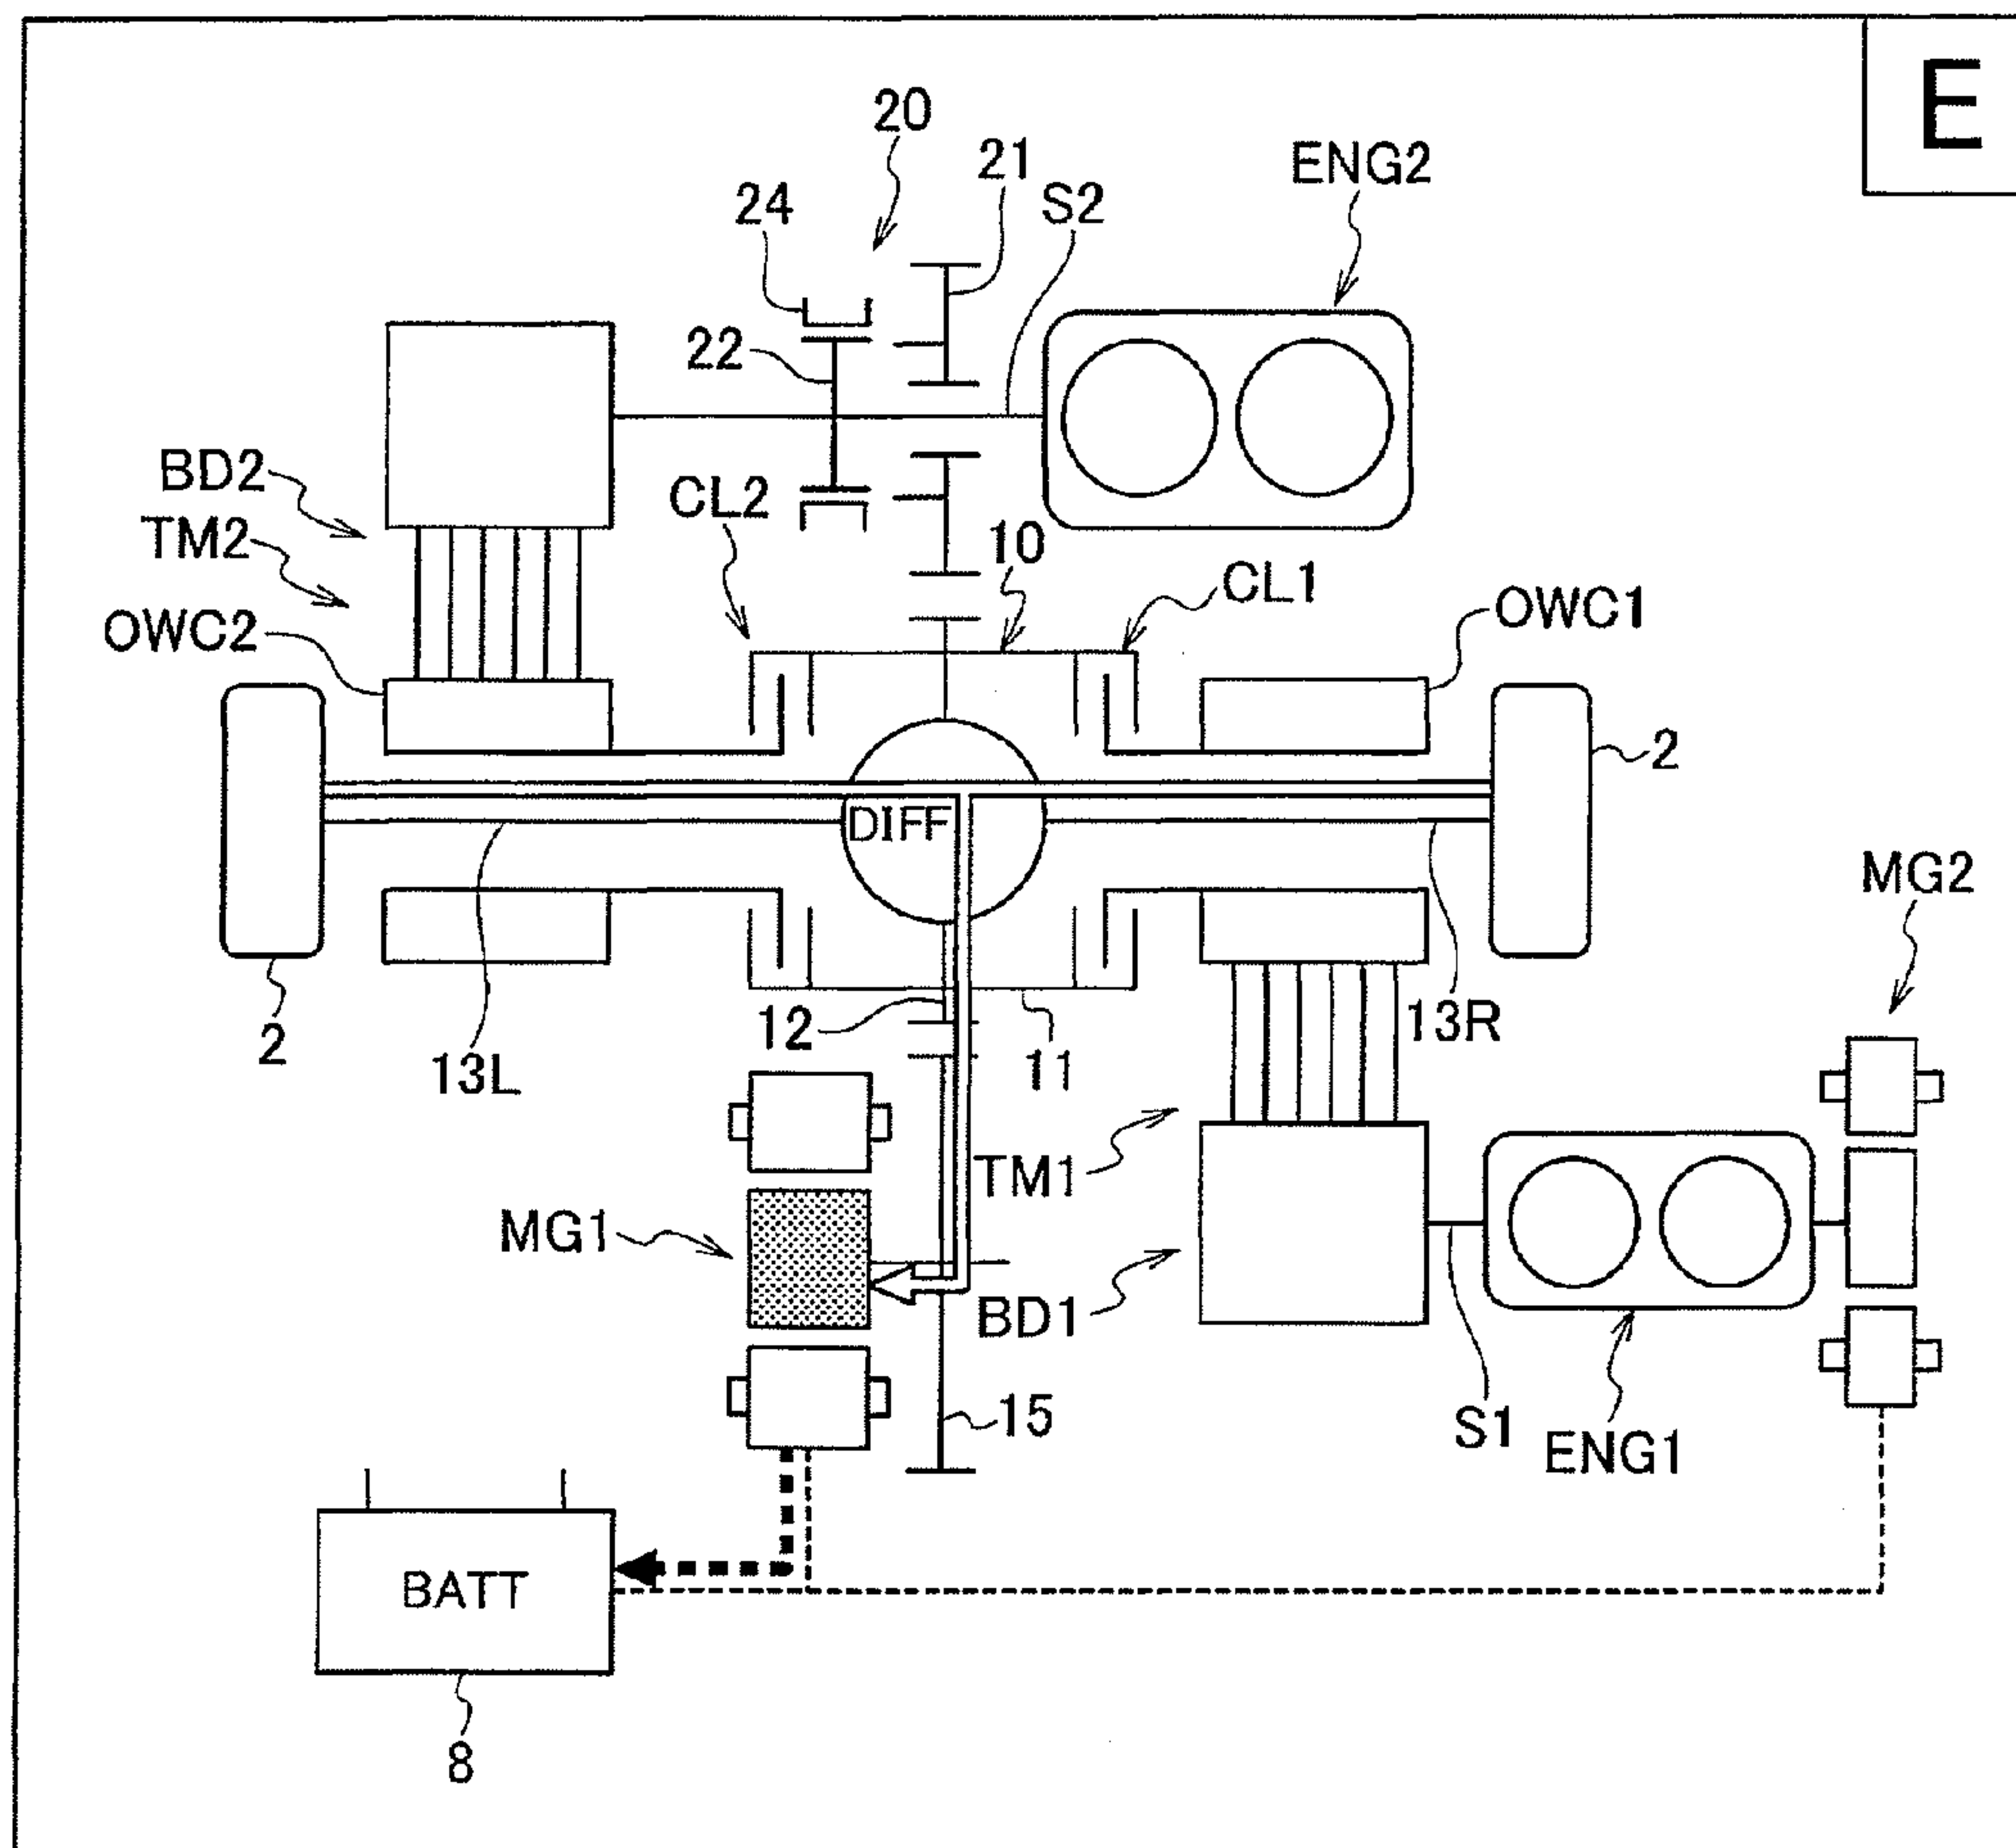 E
20
21
ENG2
24
S2
22
BD2
CL2
TM2
10
CL1
OWC2
OWC1
2
DIFF
MG2
12
13R
2
13L
11
TM1
MG1
BD1
15
S1
ENG1
BATT
8